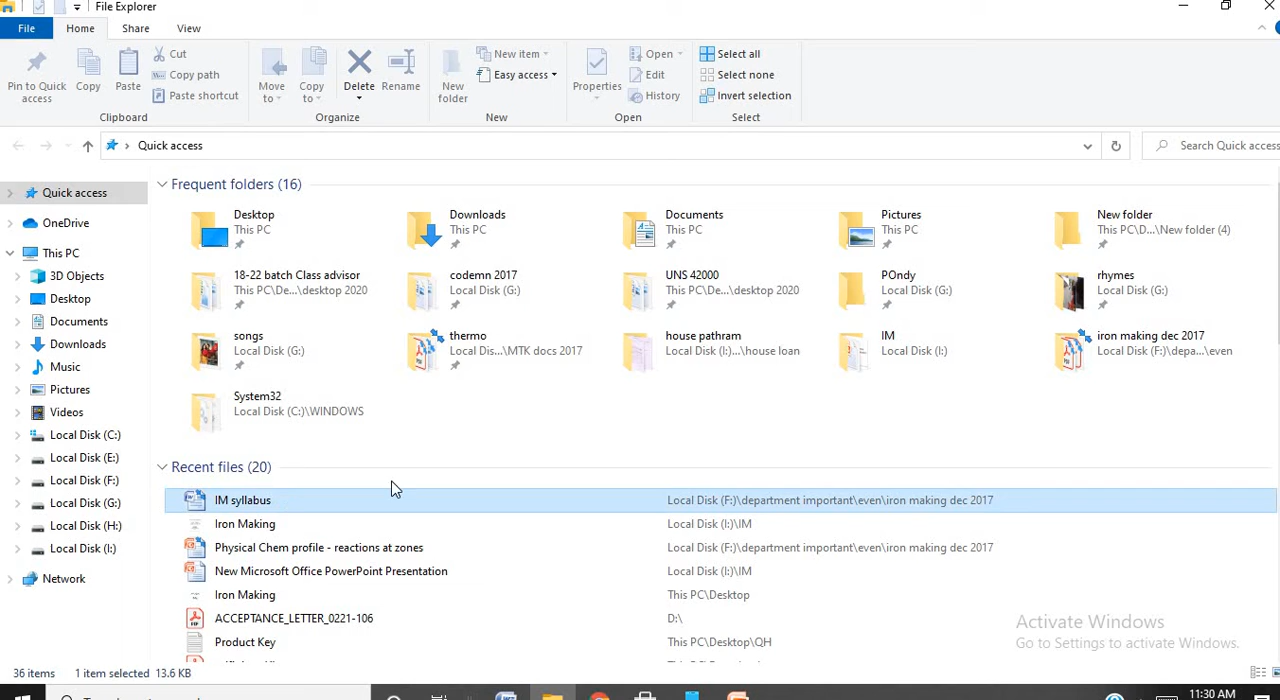 File Explorer
File
Home
Share
View
Pin to Quick access
Copy
Paste
Cut
Copy path
Paste shortcut
Clipboard
Move to
Copy to
Delete
Rename
Organize
New folder
New item
Easy access
New
Properties
Open
Edit
History
Open
Select all
Select none
Invert selection
Select
Quick access
Search Quick access
Quick access
OneDrive
This PC
3D Objects
Desktop
Documents
Downloads
Music
Pictures
Videos
Local Disk (C:)
Local Disk (E:)
Local Disk (F:)
Local Disk (G:)
Local Disk (H:)
Local Disk (I:)
Network
Frequent folders (16)
Desktop
This PC
Downloads
This PC
Documents
This PC
Pictures
This PC
New folder
This PC\D...\New folder (4)
18-22 batch Class advisor
This PC\De...\desktop 2020
codemn 2017
Local Disk (G:)
UNS 42000
This PC\De...\desktop 2020
POndy
Local Disk (G:)
rhymes
Local Disk (G:)
songs
Local Disk (G:)
thermo
Local Dis...\MTK docs 2017
house pathram
Local Disk (I:)...\house loan
IM
Local Disk (I:)
iron making dec 2017
Local Disk (F:)\depa...\even
System32
Local Disk (C:)\WINDOWS
Recent files (20)
IM syllabus Local Disk (F:)\department important\even\iron making dec 2017
Iron Making Local Disk (I:)\IM
Physical Chem profile - reactions at zones Local Disk (F:)\department important\even\iron making dec 2017
New Microsoft Office PowerPoint Presentation Local Disk (I:)\IM
Iron Making This PC\Desktop
ACCEPTANCE_LETTER_0221-106 D:\
Product Key This PC\Desktop\QH
Activate Windows
Go to Settings to activate Windows.
36 items 1 item selected 13.6 KB
11:30 AM